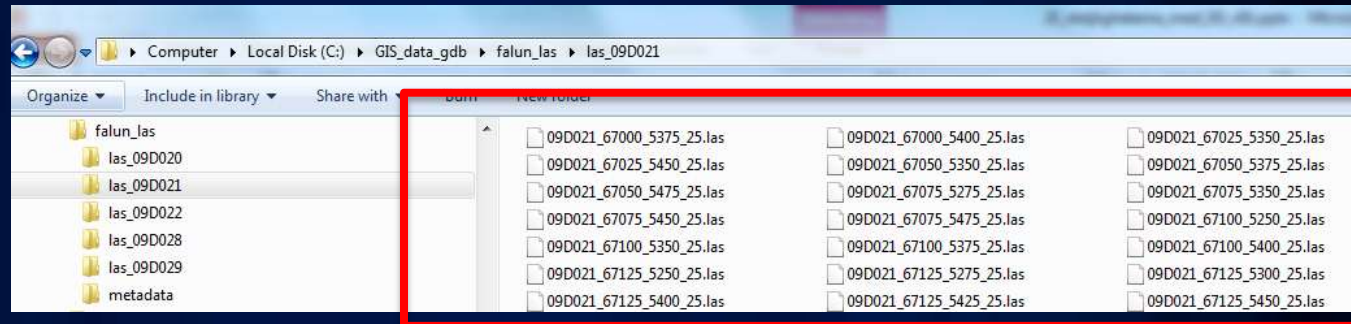 Computer ▸ Local Disk (C:) ▸ GIS_data_gdb ▸ falun_las ▸ las_09D021
Organize ▾ Include in library ▾ Share with ▾ Burn New folder
falun_las
las_09D020
las_09D021
las_09D022
las_09D028
las_09D029
metadata
09D021_67000_5375_25.las 09D021_67000_5400_25.las 09D021_67025_5350_25.las
09D021_67025_5450_25.las 09D021_67050_5350_25.las 09D021_67050_5375_25.las
09D021_67050_5475_25.las 09D021_67075_5275_25.las 09D021_67075_5350_25.las
09D021_67075_5450_25.las 09D021_67075_5475_25.las 09D021_67100_5250_25.las
09D021_67100_5350_25.las 09D021_67100_5375_25.las 09D021_67100_5400_25.las
09D021_67125_5250_25.las 09D021_67125_5275_25.las 09D021_67125_5300_25.las
09D021_67125_5400_25.las 09D021_67125_5425_25.las 09D021_67125_5450_25.las